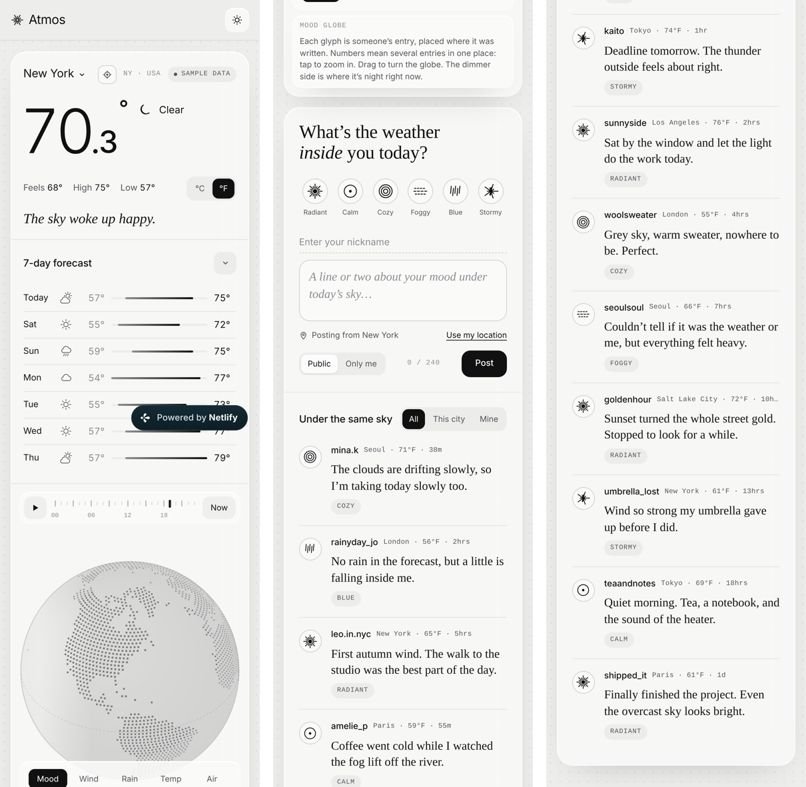 Atmos
New York
NY · USA
SAMPLE DATA
70.3°
Clear
Feels 68° High 75° Low 57°
°C °F
The sky woke up happy.
7-day forecast
Today 57° 75°
Sat 55° 72°
Sun 59° 75°
Mon 54° 77°
Tue 55°
Powered by Netlify
Wed 57°
Thu 57° 79°
Now
00 06 12 18
Mood Wind Rain Temp Air
MOOD GLOBE
Each glyph is someone’s entry, placed where it was
written. Numbers mean several entries in one place:
tap to zoom in. Drag to turn the globe. The dimmer
side is where it’s night right now.
What’s the weather
inside you today?
Radiant Calm Cozy Foggy Blue Stormy
Enter your nickname
A line or two about your mood under
today’s sky…
Posting from New York
Use my location
Public Only me
0 / 240
Post
Under the same sky
All This city Mine
mina.k Seoul · 71°F · 38m
The clouds are drifting slowly, so
I’m taking today slowly too.
COZY
rainyday_jo London · 56°F · 2hrs
No rain in the forecast, but a little is
falling inside me.
BLUE
leo.in.nyc New York · 65°F · 5hrs
First autumn wind. The walk to the
studio was the best part of the day.
RADIANT
amelie_p Paris · 59°F · 55m
Coffee went cold while I watched
the fog lift off the river.
CALM
kaito Tokyo · 74°F · 1hr
Deadline tomorrow. The thunder
outside feels about right.
STORMY
sunnyside Los Angeles · 76°F · 2hrs
Sat by the window and let the light
do the work today.
RADIANT
woolsweater London · 55°F · 4hrs
Grey sky, warm sweater, nowhere to
be. Perfect.
COZY
seoulsoul Seoul · 66°F · 7hrs
Couldn’t tell if it was the weather or
me, but everything felt heavy.
FOGGY
goldenhour Salt Lake City · 72°F · 10h…
Sunset turned the whole street gold.
Stopped to look for a while.
RADIANT
umbrella_lost New York · 61°F · 13hrs
Wind so strong my umbrella gave
up before I did.
STORMY
teaandnotes Tokyo · 69°F · 18hrs
Quiet morning. Tea, a notebook, and
the sound of the heater.
CALM
shipped_it Paris · 61°F · 1d
Finally finished the project. Even
the overcast sky looks bright.
RADIANT